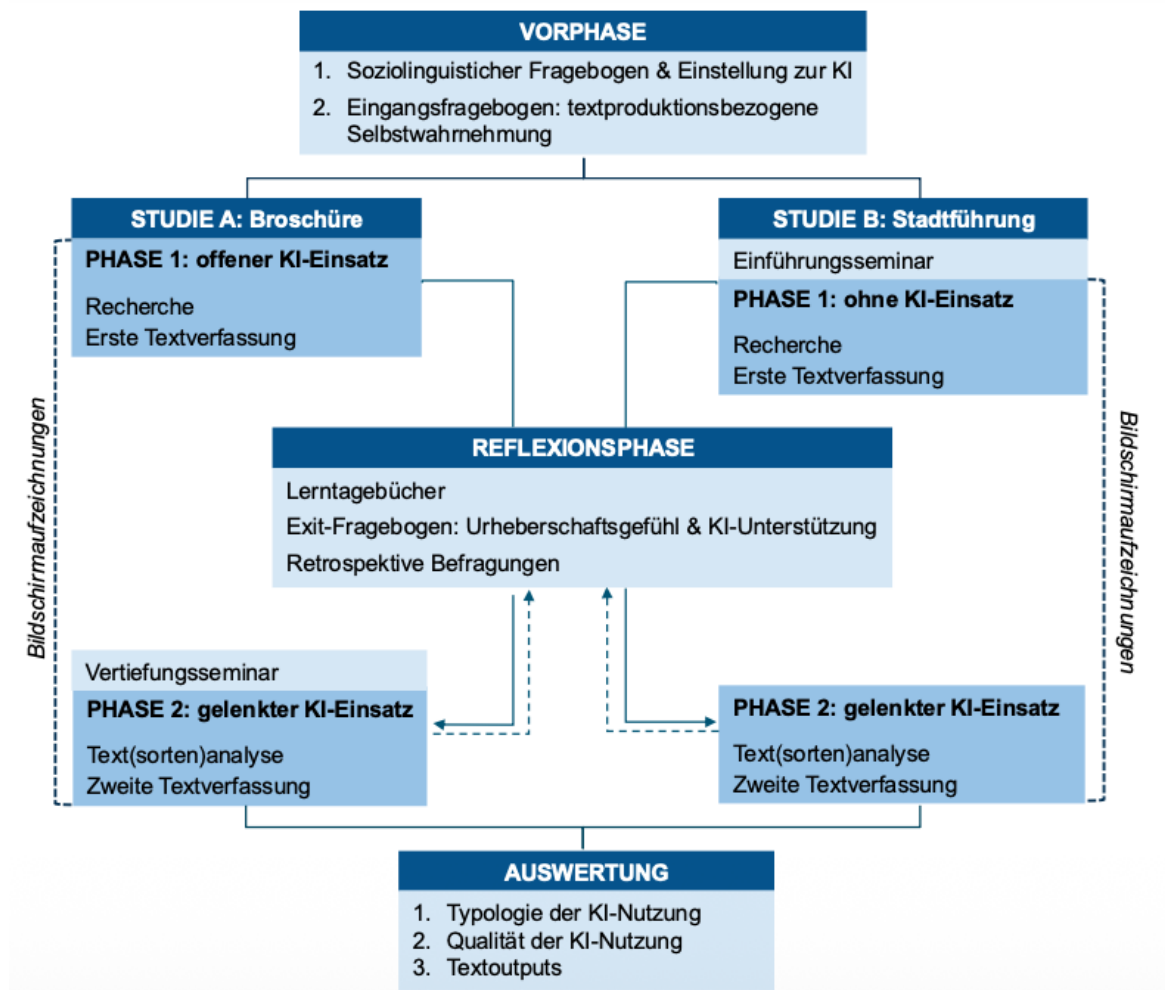 VORPHASE
1. Soziolinguisticher Fragebogen & Einstellung zur KI
2. Eingangsfragebogen: textproduktionsbezogene
Selbstwahrnehmung
STUDIE A: Broschüre
PHASE 1: offener KI-Einsatz
Recherche
Erste Textverfassung
STUDIE B: Stadtführung
Einführungsseminar
PHASE 1: ohne KI-Einsatz
Recherche
Erste Textverfassung
Bildschirmaufzeichnungen
Bildschirmaufzeichnungen
REFLEXIONSPHASE
Lerntagebücher
Exit-Fragebogen: Urheberschaftsgefühl & KI-Unterstützung
Retrospektive Befragungen
Vertiefungsseminar
PHASE 2: gelenkter KI-Einsatz
Text(sorten)analyse
Zweite Textverfassung
PHASE 2: gelenkter KI-Einsatz
Text(sorten)analyse
Zweite Textverfassung
AUSWERTUNG
1. Typologie der KI-Nutzung
2. Qualität der KI-Nutzung
3. Textoutputs